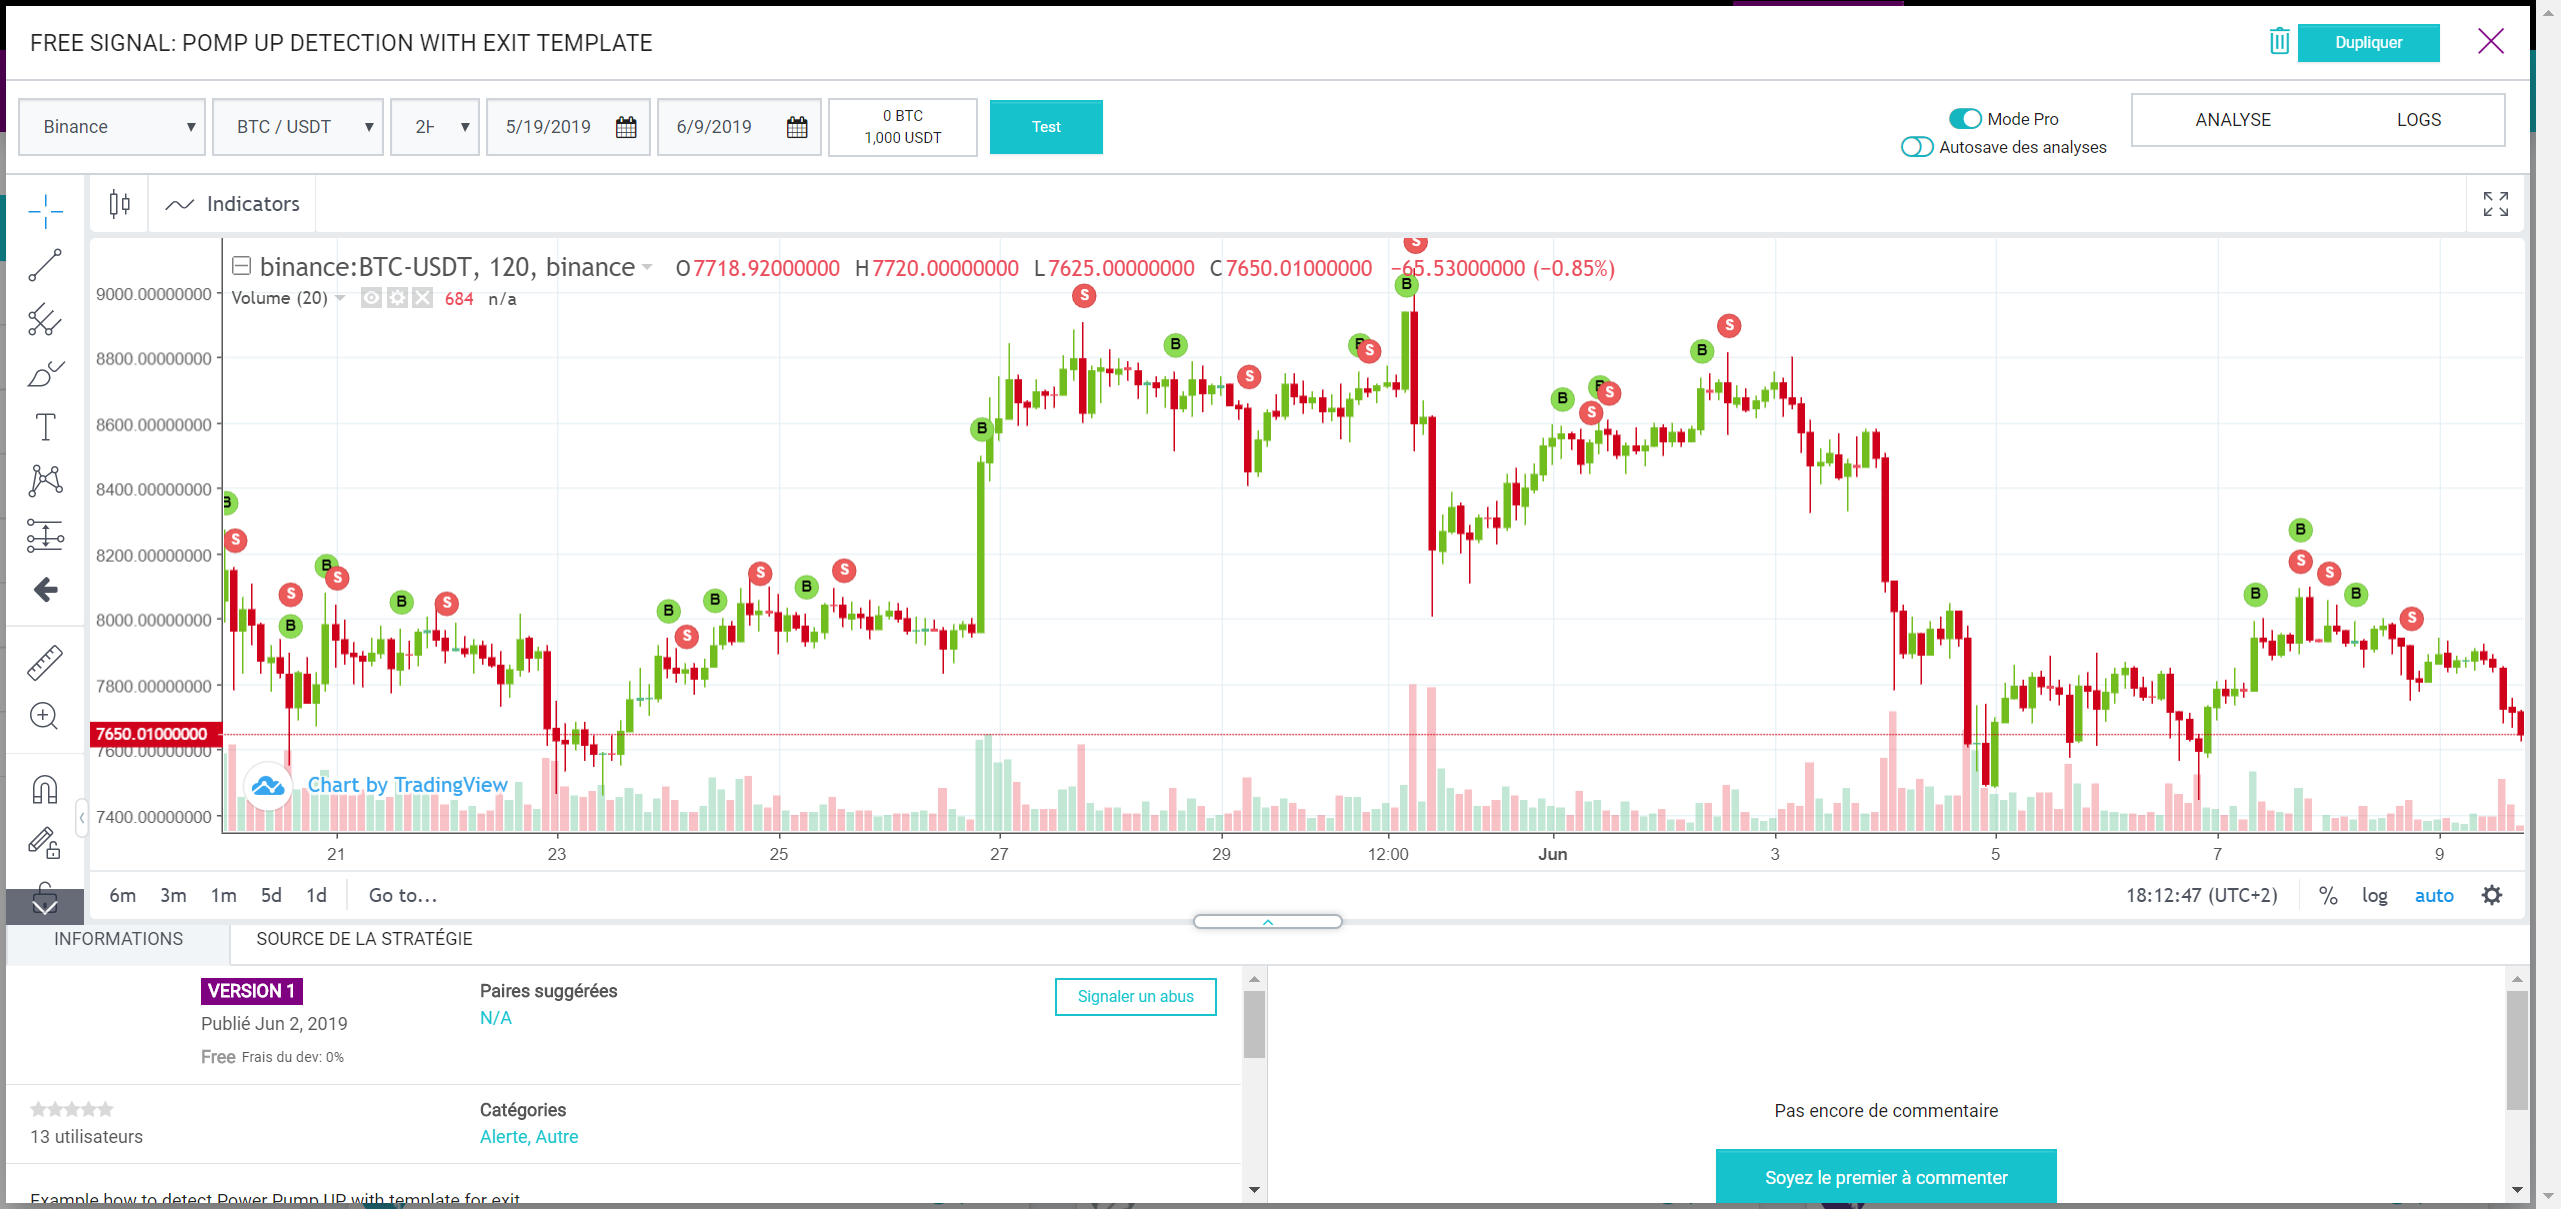 FREE SIGNAL: POMP UP DETECTION WITH EXIT TEMPLATE
Dupliquer
Binance
BTC / USDT
2H
5/19/2019
6/9/2019
0 BTC
1,000 USDT
Test
Mode Pro
Autosave des analyses
ANALYSE
LOGS
Indicators
binance:BTC-USDT, 120, binance O7718.92000000 H7720.00000000 L7625.00000000 C7650.01000000 −65.53000000 (−0.85%)
Volume (20) 684 n/a
9000.00000000
8800.00000000
8600.00000000
8400.00000000
8200.00000000
8000.00000000
7800.00000000
7650.01000000
7600.00000000
7400.00000000
B
S
S
B
B
S
B
S
B
S
B
S
B
S
B
S
B
S
B
S
B
S
B
S
B
S
B
S
B
B
S
S
B
S
Chart by TradingView
21 23 25 27 29 12:00 Jun 3 5 7 9
6m 3m 1m 5d 1d Go to...
18:12:47 (UTC+2) % log auto
INFORMATIONS
SOURCE DE LA STRATÉGIE
VERSION 1
Publié Jun 2, 2019
Free Frais du dev: 0%
Paires suggérées
N/A
Signaler un abus
13 utilisateurs
Catégories
Alerte, Autre
Example how to detect Power Pump UP with template for exit
Pas encore de commentaire
Soyez le premier à commenter